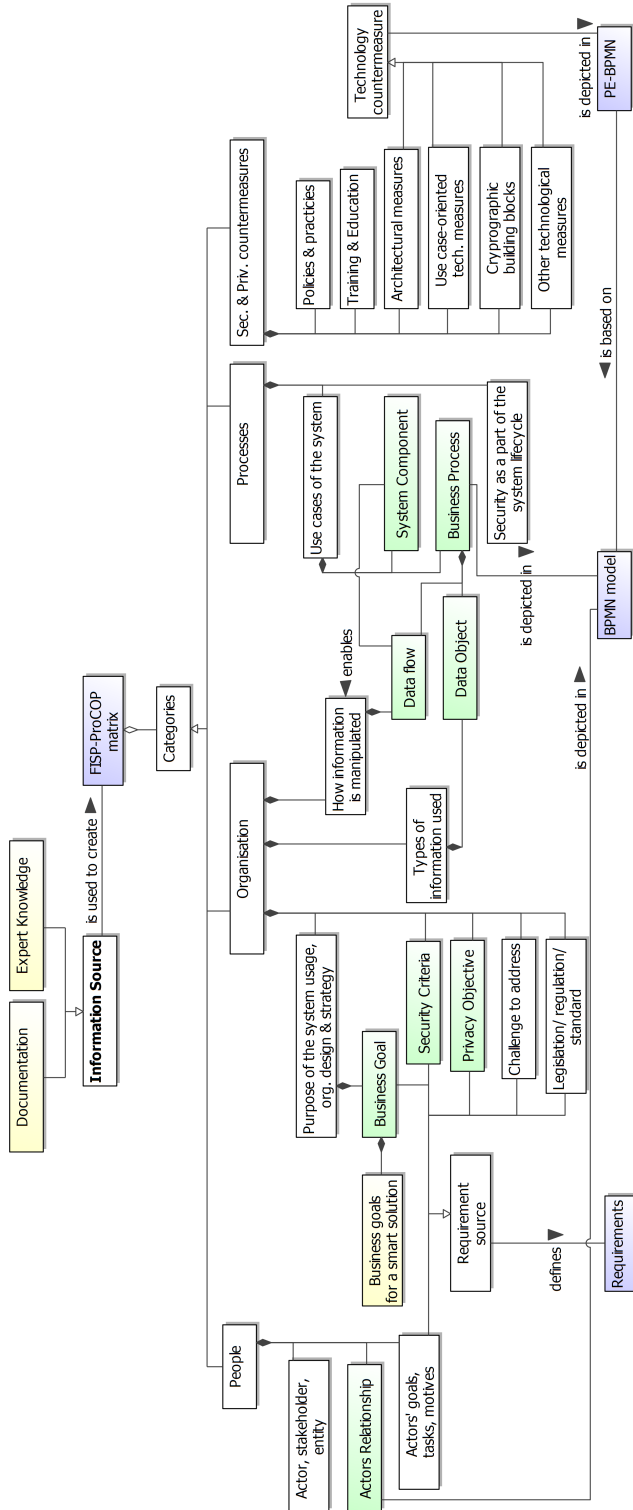 Documentation
Expert Knowledge
Information Source
is used to create
FISP-ProCOP
matrix
Categories
People
Organisation
Processes
Sec. & Priv. countermeasures
Actor, stakeholder,
entity
Actors Relationship
Actors' goals,
tasks, motives
Business goals
for a smart solution
Purpose of the system usage,
org. design & strategy
Business Goal
Security Criteria
Privacy Objective
Challenge to address
Legislation/ regulation/
standard
Requirement
source
defines
Requirements
Types of
information used
How information
is manipulated
enables
Data flow
Data Object
Use cases of the system
System Component
Business Process
Security as a part of the
system lifecycle
Policies & practicies
Training & Education
Architectural measures
Use case-oriented
tech. measures
Cryprographic
building blocks
Other technological
measures
Technology
countermeasure
is depicted in
is depicted in
is depicted in
BPMN model
is based on
PE-BPMN